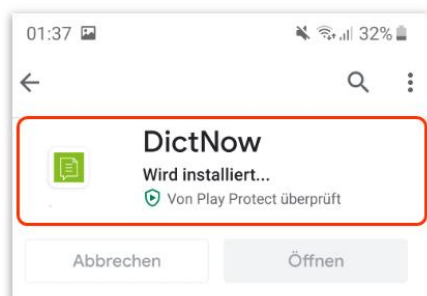 01:37 32%
DictNow
Wird installiert...
Von Play Protect überprüft
Abbrechen Öffnen